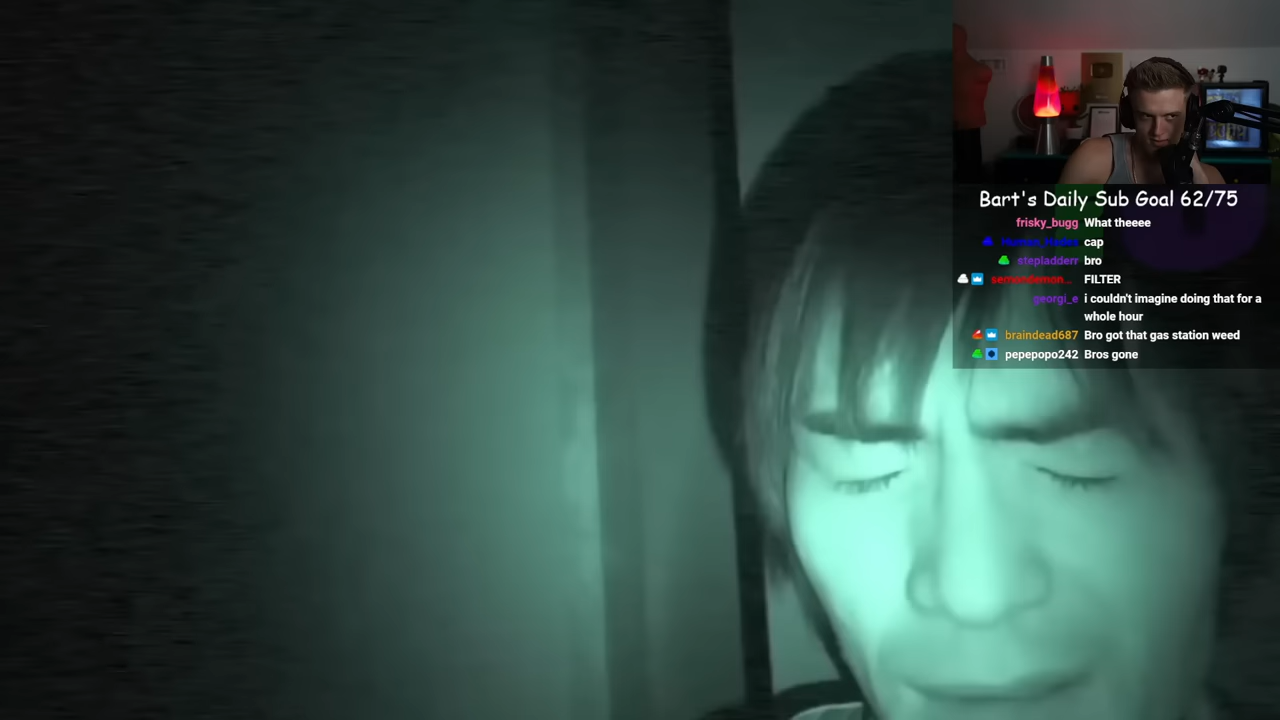 Bart's Daily Sub Goal 62/75
frisky_bugg What theeee
cap
stepladderr bro
FILTER
georgi_e i couldn't imagine doing that for a
whole hour
braindead687 Bro got that gas station weed
pepepopo242 Bros gone